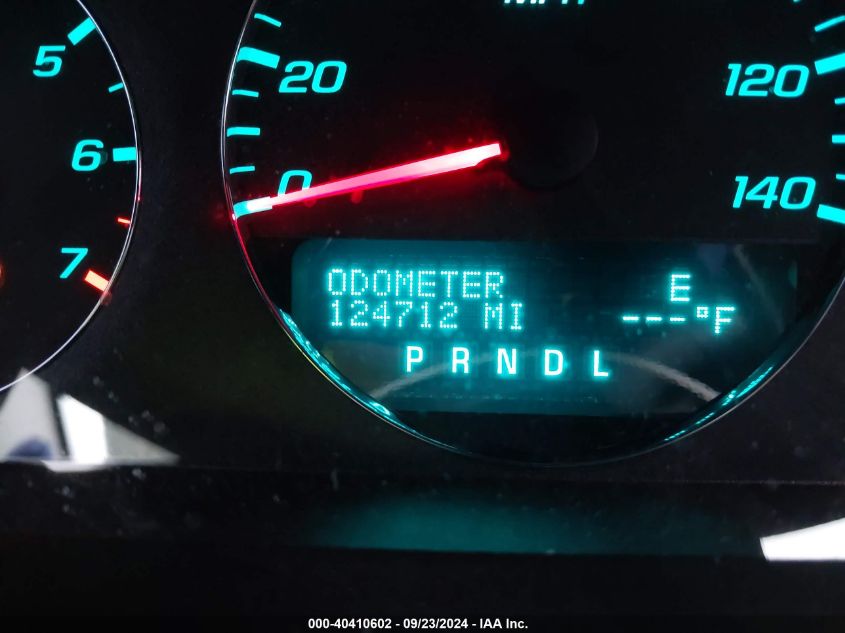 MPH
5
20
120
6
0
140
7
ODOMETER E
124712 MI ---°F
P R N D L
000-40410602 - 09/23/2024 - IAA Inc.